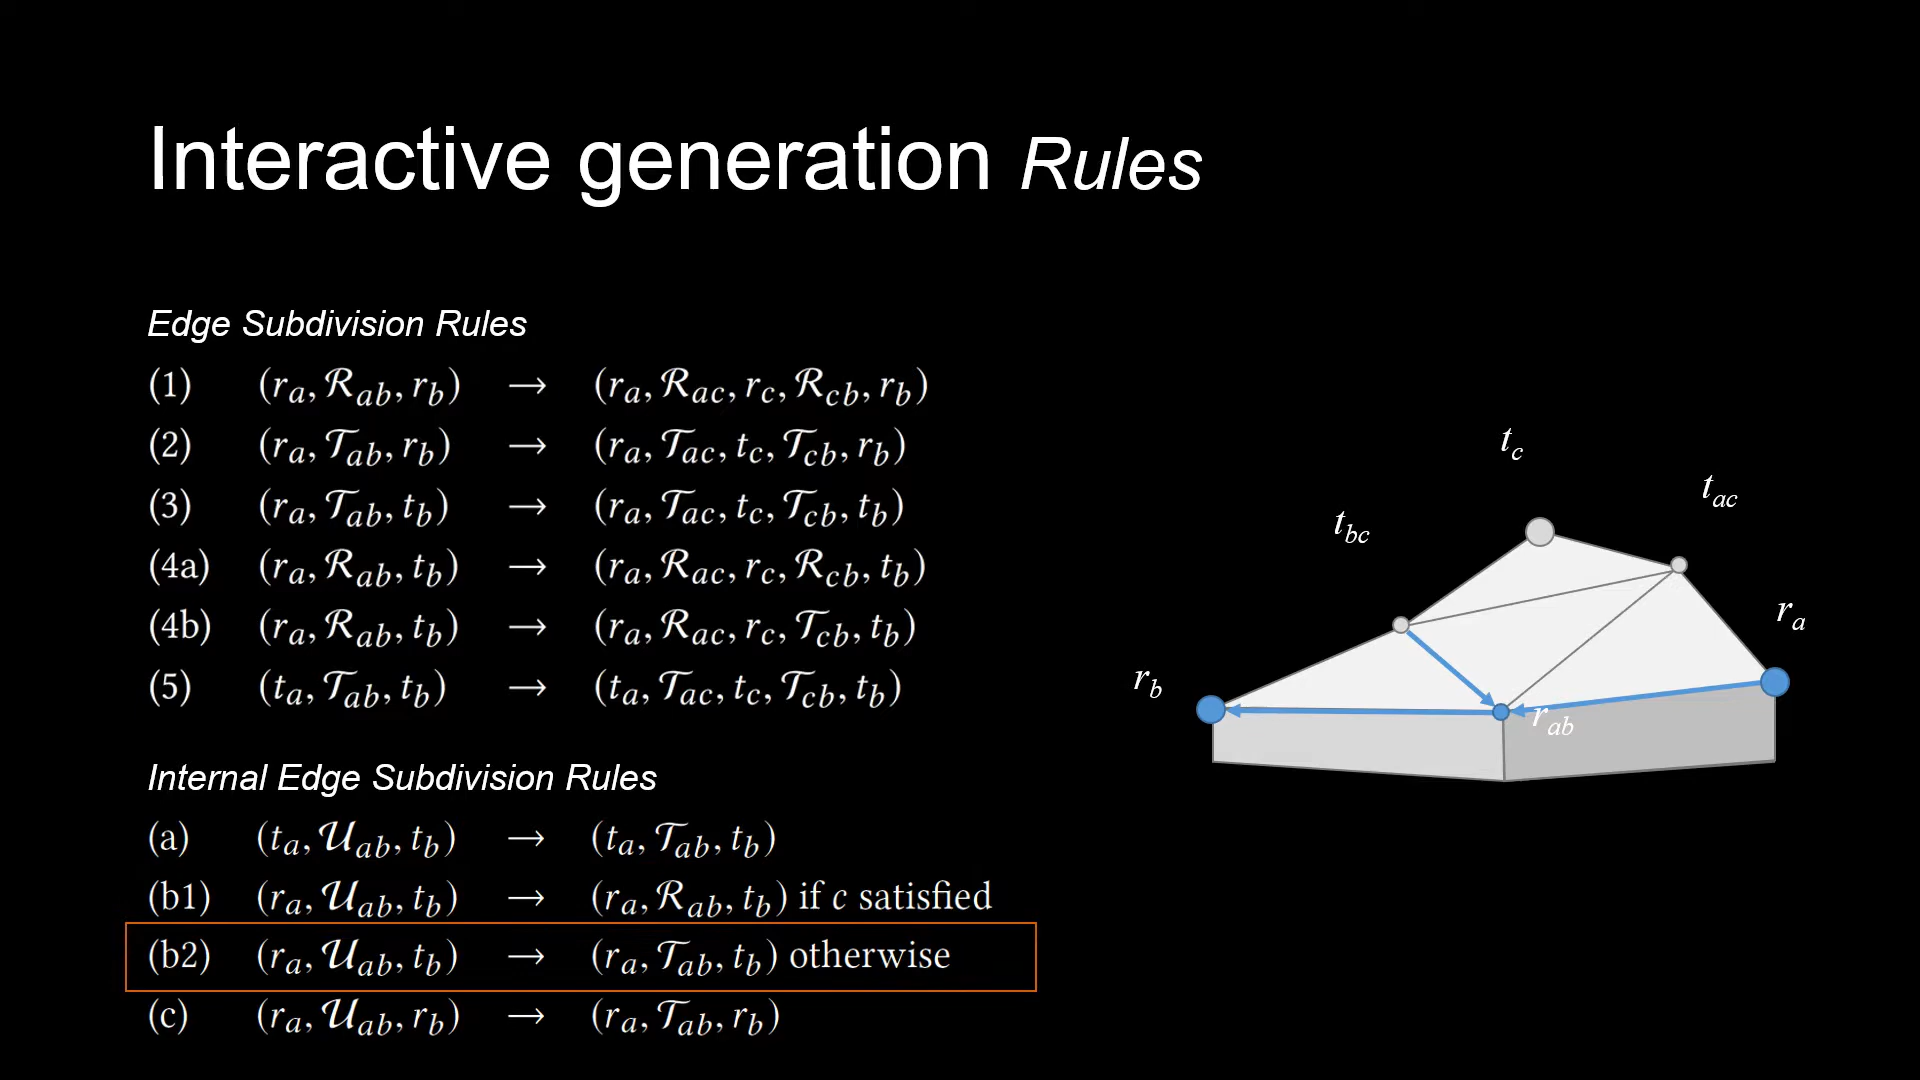 Interactive generation Rules
Edge Subdivision Rules
(1) (r_a, ℛ_ab, r_b) → (r_a, ℛ_ac, r_c, ℛ_cb, r_b)
(2) (r_a, 𝒯_ab, r_b) → (r_a, 𝒯_ac, t_c, 𝒯_cb, r_b)
(3) (r_a, 𝒯_ab, t_b) → (r_a, 𝒯_ac, t_c, 𝒯_cb, t_b)
(4a) (r_a, ℛ_ab, t_b) → (r_a, ℛ_ac, r_c, ℛ_cb, t_b)
(4b) (r_a, ℛ_ab, t_b) → (r_a, ℛ_ac, r_c, 𝒯_cb, t_b)
(5) (t_a, 𝒯_ab, t_b) → (t_a, 𝒯_ac, t_c, 𝒯_cb, t_b)
Internal Edge Subdivision Rules
(a) (t_a, 𝒰_ab, t_b) → (t_a, 𝒯_ab, t_b)
(b1) (r_a, 𝒰_ab, t_b) → (r_a, ℛ_ab, t_b) if c satisfied
(b2) (r_a, 𝒰_ab, t_b) → (r_a, 𝒯_ab, t_b) otherwise
(c) (r_a, 𝒰_ab, r_b) → (r_a, 𝒯_ab, r_b)
t_c
t_ac
t_bc
r_a
r_b
r_ab